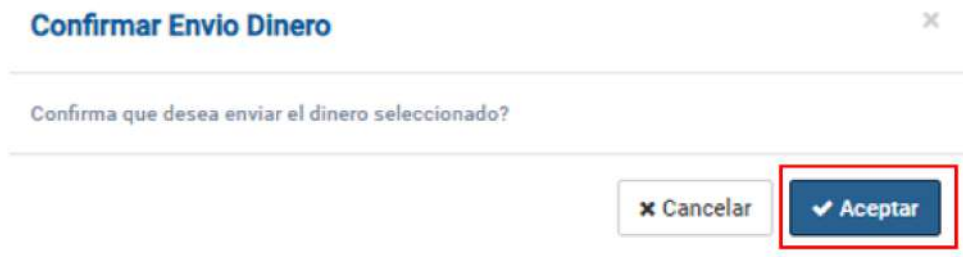 Confirmar Envio Dinero
×
Confirma que desea enviar el dinero seleccionado?
✖ Cancelar ✔ Aceptar